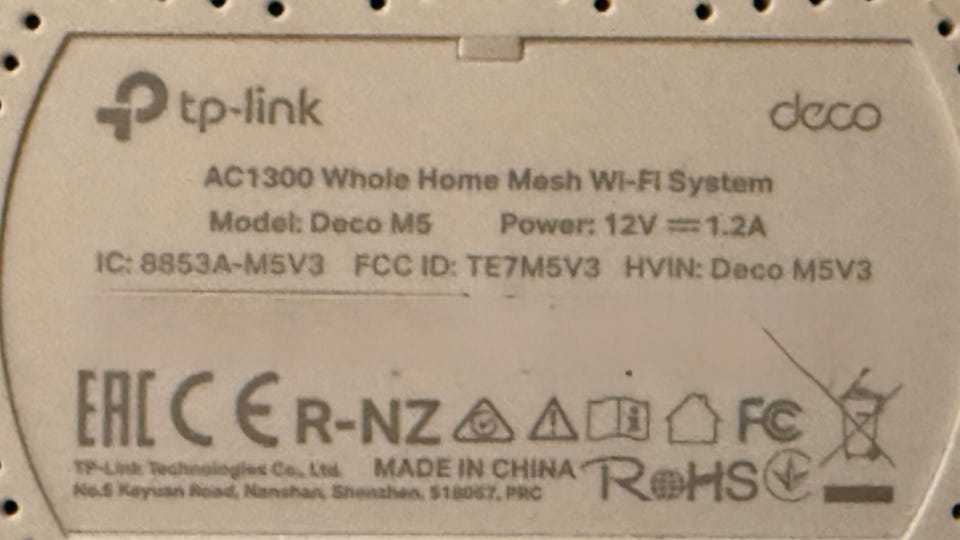 tp-link deco
AC1300 Whole Home Mesh Wi-Fi System
Model: Deco M5 Power: 12V ⎓ 1.2A
IC: 8853A-M5V3 FCC ID: TE7M5V3 HVIN: Deco M5V3
EAC CE R-NZ FC
TP-Link Technologies Co., Ltd. MADE IN CHINA RoHS
No.5 Keyuan Road, Nanshan, Shenzhen, 518057, PRC